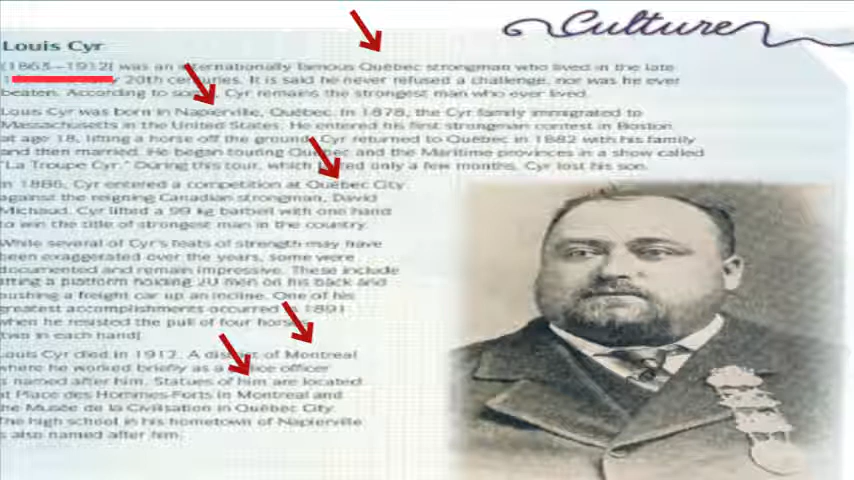 Culture
Louis Cyr
(1863–1912) was an internationally famous Québec strongman who lived in the late
20th centuries. It is said he never refused a challenge, nor was he ever
beaten. According to Cyr remains the strongest man who ever lived.
Louis Cyr was born in Napierville, Québec. In 1878, the Cyr family immigrated to
Massachusetts in the United States. He entered his first strongman contest in Boston
at age 18, lifting a horse off the ground. Cyr returned to Québec in 1882 with his family
and then married. He began touring Québec and the Maritime provinces in a show called
"La Troupe Cyr." During this tour, which lasted only a few months, Cyr lost his son.
In 1886, Cyr entered a competition at Québec City
against the reigning Canadian strongman, David
Michaud. Cyr lifted a 99 kg barbell with one hand
to win the title of strongest man in the country.
While several of Cyr's feats of strength may have
been exaggerated over the years, some were
documented and remain impressive. These include
lifting a platform holding 20 men on his back and
pushing a freight car up an incline. One of his
greatest accomplishments occurred in 1891
when he resisted the pull of four horses
(two in each hand)
Louis Cyr died in 1912. A district of Montreal
where he worked briefly as a police officer
is named after him. Statues of him are located
at Place des Hommes-Forts in Montreal and
the Musée de la Civilisation in Québec City.
The high school in his hometown of Napierville
is also named after him.